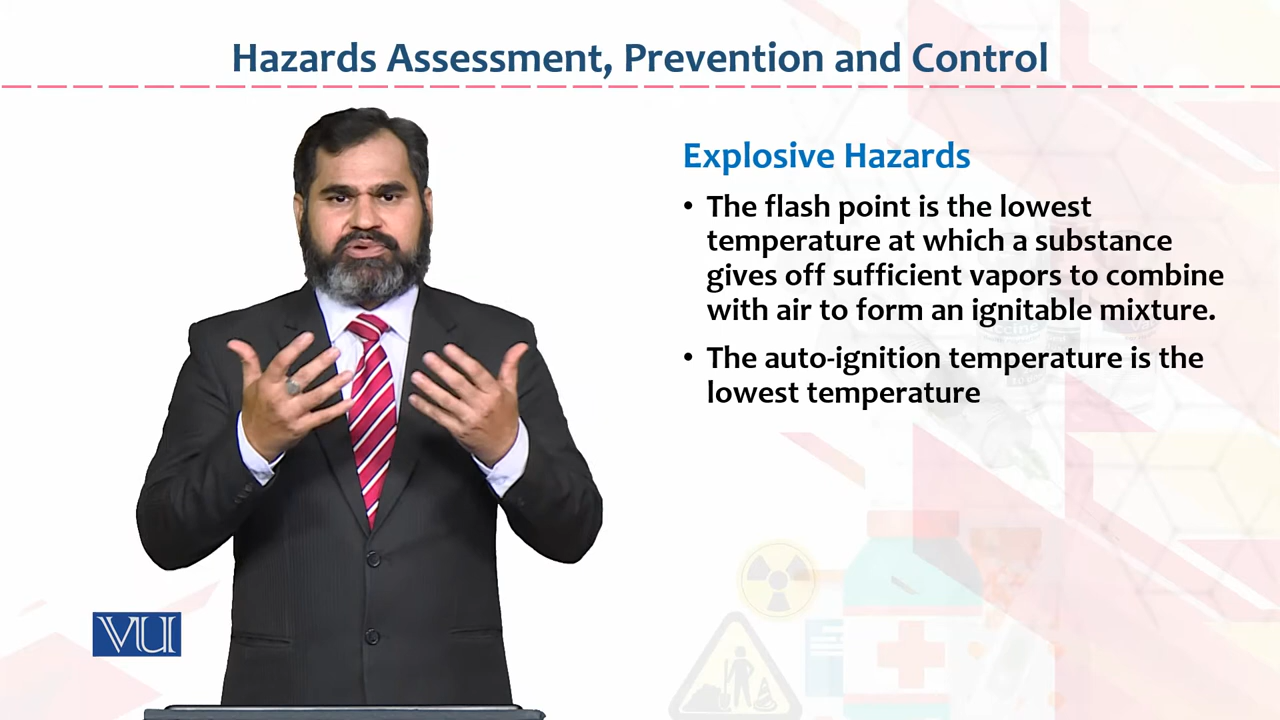 Hazards Assessment, Prevention and Control
Explosive Hazards
• The flash point is the lowest
temperature at which a substance
gives off sufficient vapors to combine
with air to form an ignitable mixture.
• The auto-ignition temperature is the
lowest temperature
VU